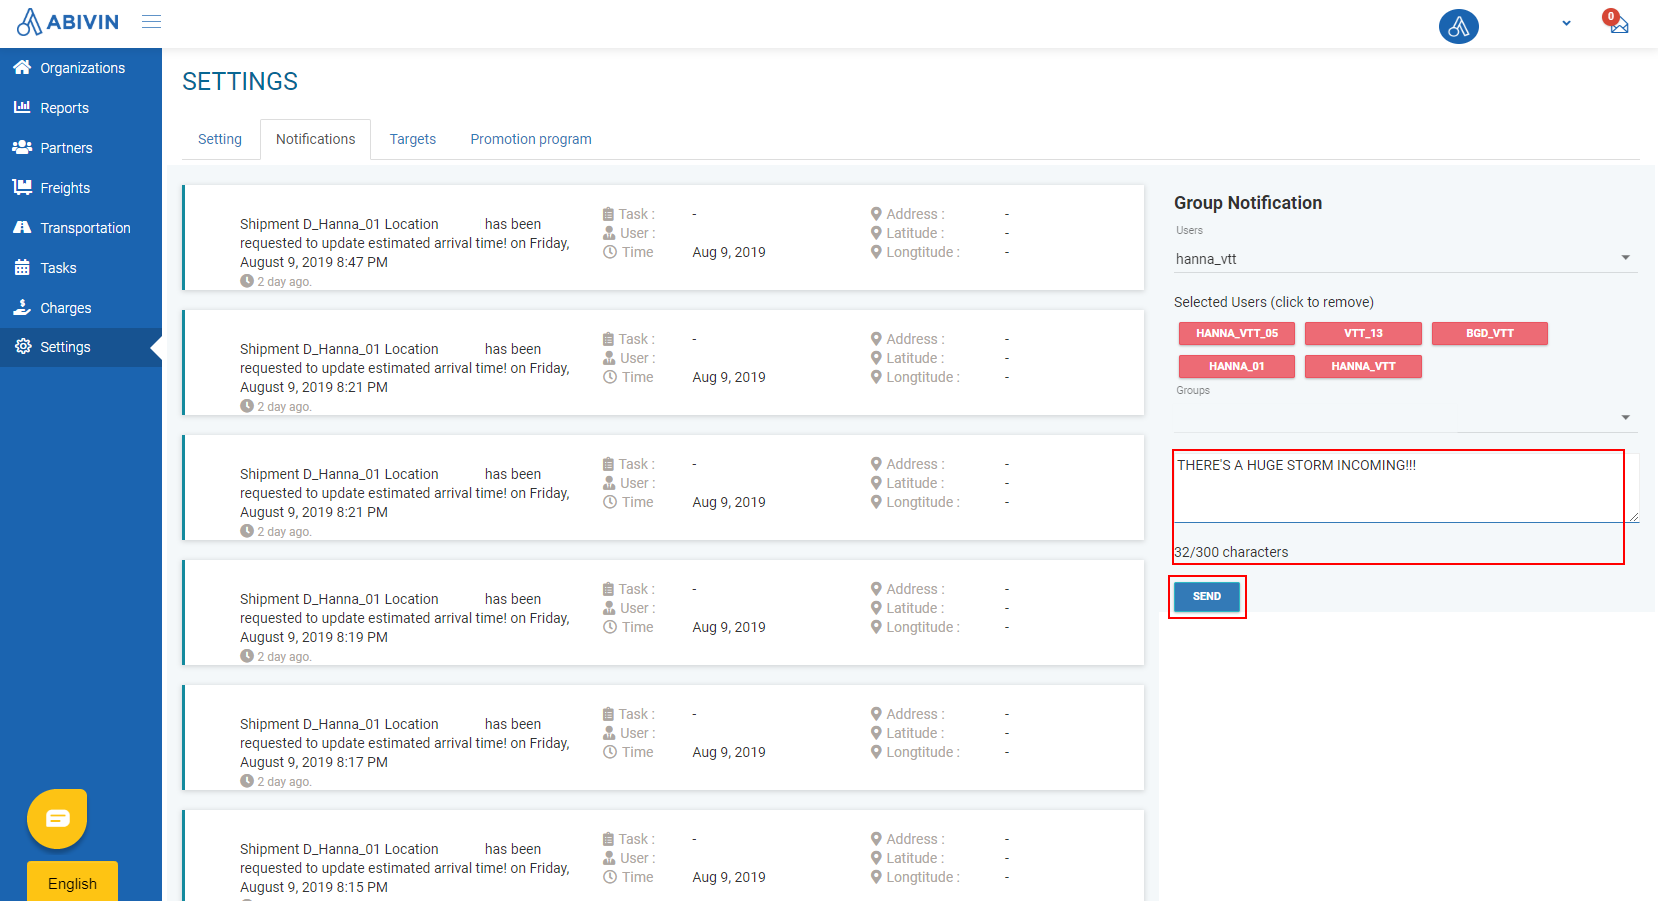 ABIVIN
0
Organizations
Reports
Partners
Freights
Transportation
Tasks
Charges
Settings
English
SETTINGS
Setting Notifications Targets Promotion program
Shipment D_Hanna_01 Location has been
requested to update estimated arrival time! on Friday,
August 9, 2019 8:47 PM
2 day ago.
Task : -
User :
Time Aug 9, 2019
Address : -
Latitude : -
Longtitude : -
Shipment D_Hanna_01 Location has been
requested to update estimated arrival time! on Friday,
August 9, 2019 8:21 PM
2 day ago.
Task : -
User :
Time Aug 9, 2019
Address : -
Latitude : -
Longtitude : -
Shipment D_Hanna_01 Location has been
requested to update estimated arrival time! on Friday,
August 9, 2019 8:21 PM
2 day ago.
Task : -
User :
Time Aug 9, 2019
Address : -
Latitude : -
Longtitude : -
Shipment D_Hanna_01 Location has been
requested to update estimated arrival time! on Friday,
August 9, 2019 8:19 PM
2 day ago.
Task : -
User :
Time Aug 9, 2019
Address : -
Latitude : -
Longtitude : -
Shipment D_Hanna_01 Location has been
requested to update estimated arrival time! on Friday,
August 9, 2019 8:17 PM
2 day ago.
Task : -
User :
Time Aug 9, 2019
Address : -
Latitude : -
Longtitude : -
Shipment D_Hanna_01 Location has been
requested to update estimated arrival time! on Friday,
August 9, 2019 8:15 PM
Task : -
User :
Time Aug 9, 2019
Address : -
Latitude : -
Longtitude : -
Group Notification
Users
hanna_vtt
Selected Users (click to remove)
HANNA_VTT_05 VTT_13 BGD_VTT
HANNA_01 HANNA_VTT
Groups
THERE'S A HUGE STORM INCOMING!!!
32/300 characters
SEND